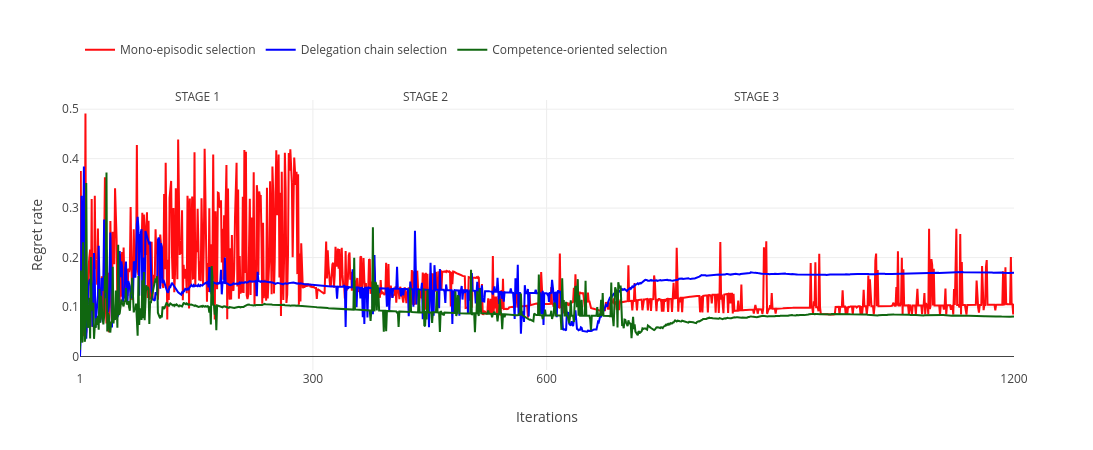 Mono-episodic selection Delegation chain selection Competence-oriented selection
STAGE 1 STAGE 2 STAGE 3
0.5
0.4
0.3
0.2
0.1
0
Regret rate
1 300 600 1200
Iterations